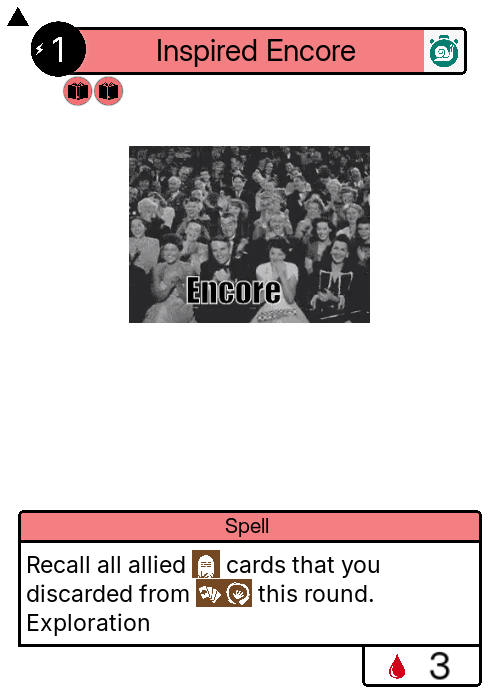 1
Inspired Encore
Encore
Spell
Recall all allied cards that you
discarded from this round.
Exploration
3